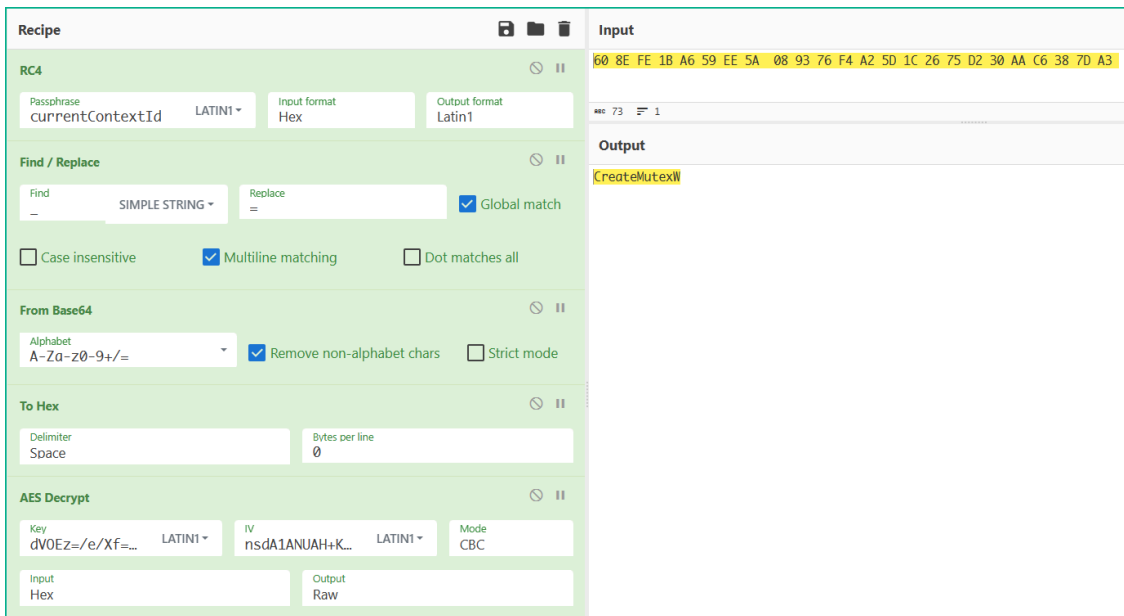 Recipe
RC4
Passphrase
currentContextId
LATIN1
Input format
Hex
Output format
Latin1
Find / Replace
Find
_
SIMPLE STRING
Replace
=
Global match
Case insensitive
Multiline matching
Dot matches all
From Base64
Alphabet
A-Za-z0-9+/=
Remove non-alphabet chars
Strict mode
To Hex
Delimiter
Space
Bytes per line
0
AES Decrypt
Key
dVOEz=/e/Xf=…
LATIN1
IV
nsdA1ANUAH+K…
LATIN1
Mode
CBC
Input
Hex
Output
Raw
Input
60 8E FE 1B A6 59 EE 5A  08 93 76 F4 A2 5D 1C 26 75 D2 30 AA C6 38 7D A3
ABC 73 1
Output
CreateMutexW